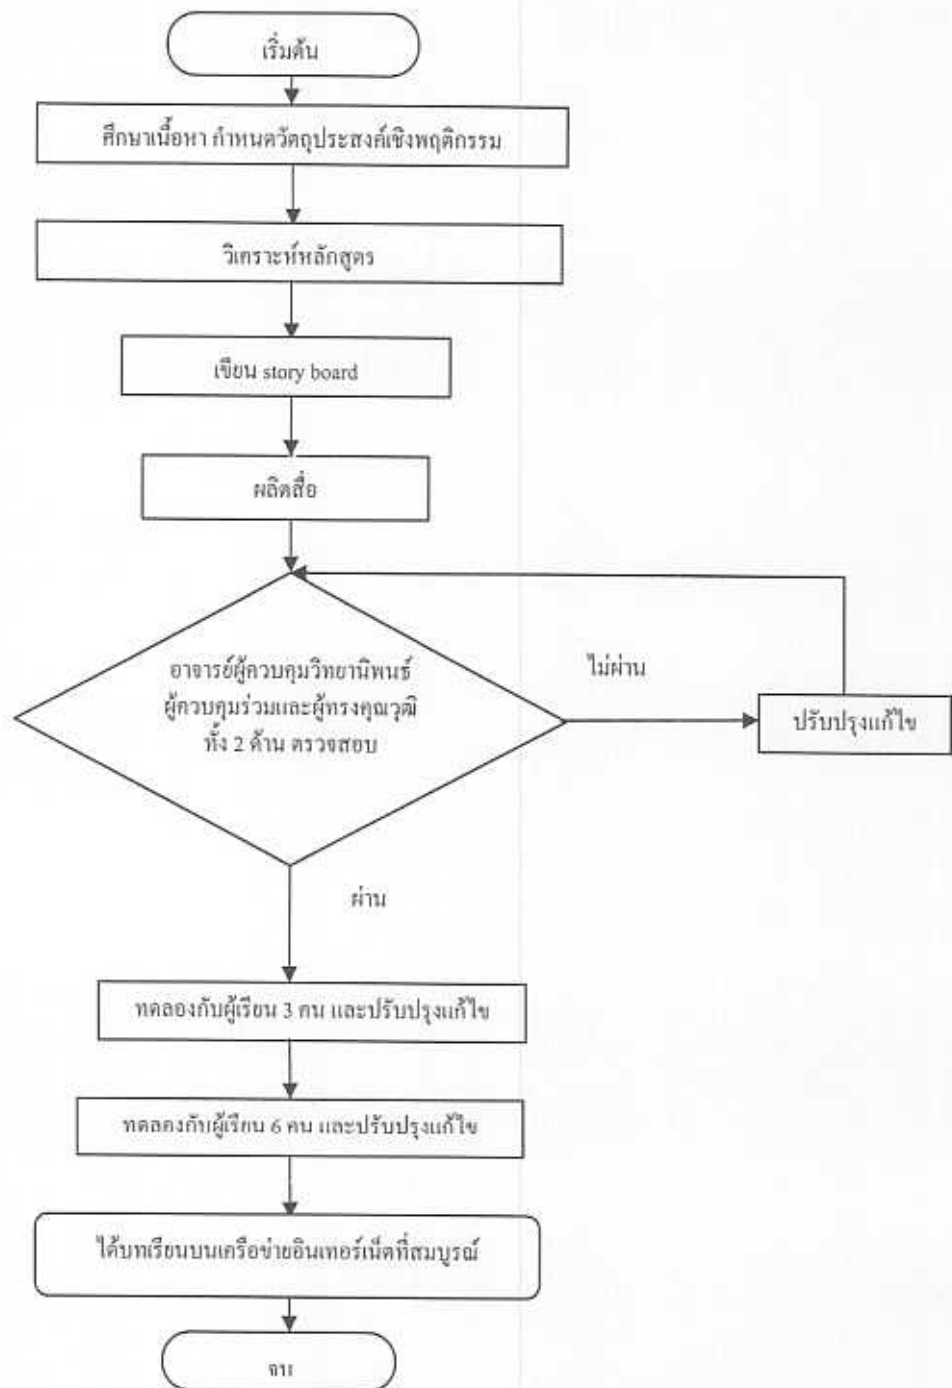 เริ่มต้น
ศึกษาเนื้อหา กำหนดวัตถุประสงค์เชิงพฤติกรรม
วิเคราะห์หลักสูตร
เขียน story board
ผลิตสื่อ
อาจารย์ผู้ควบคุมวิทยานิพนธ์
ผู้ควบคุมร่วมและผู้ทรงคุณวุฒิ
ทั้ง 2 ด้าน ตรวจสอบ
ไม่ผ่าน
ปรับปรุงแก้ไข
ผ่าน
ทดลองกับผู้เรียน 3 คน และปรับปรุงแก้ไข
ทดลองกับผู้เรียน 6 คน และปรับปรุงแก้ไข
ได้บทเรียนบนเครือข่ายอินเทอร์เน็ตที่สมบูรณ์
จบ